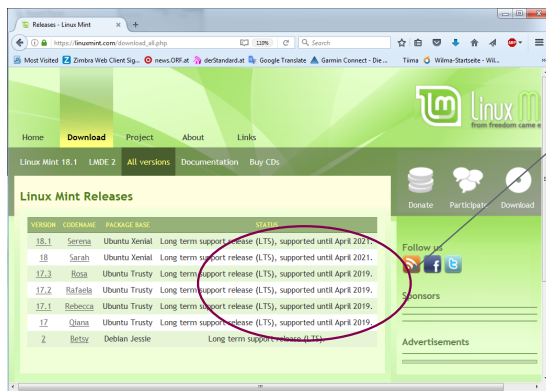 Releases - Linux Mint
https://linuxmint.com/download_all.php 110% Search
Most Visited Zimbra Web Client Sig... news.ORF.at derStandard.at Google Translate Garmin Connect - Die ... Tiima Wilma-Startseite - Wil...
Linux
from freedom came e
Home Download Project About Links
Linux Mint 18.1 LMDE 2 All versions Documentation Buy CDs
Linux Mint Releases
Donate Participate Download
VERSION CODENAME PACKAGE BASE STATUS
18.1 Serena Ubuntu Xenial Long term support release (LTS), supported until April 2021.
18 Sarah Ubuntu Xenial Long term support release (LTS), supported until April 2021.
17.3 Rosa Ubuntu Trusty Long term support release (LTS), supported until April 2019.
17.2 Rafaela Ubuntu Trusty Long term support release (LTS), supported until April 2019.
17.1 Rebecca Ubuntu Trusty Long term support release (LTS), supported until April 2019.
17 Qiana Ubuntu Trusty Long term support release (LTS), supported until April 2019.
2 Betsy Debian Jessie Long term support release (LTS).
Follow us
Sponsors
Advertisements